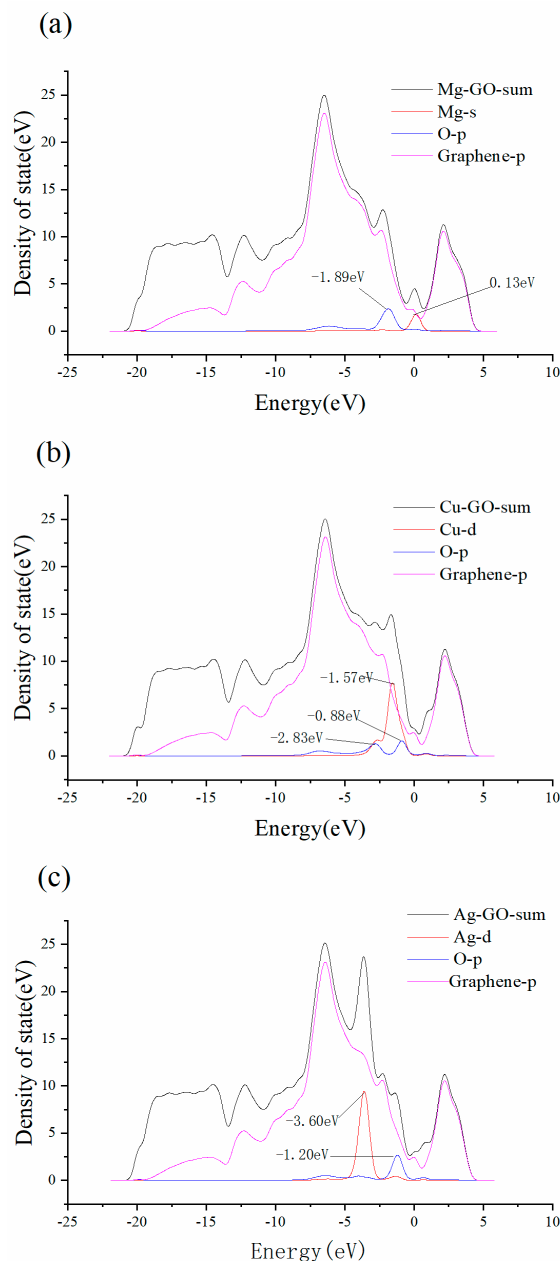 (a)
Mg-GO-sum
Mg-s
O-p
Graphene-p
25
20
15
10
5
0
Density of state(eV)
-1.89eV
0.13eV
-25
-20
-15
-10
-5
0
5
10
Energy(eV)
(b)
Cu-GO-sum
Cu-d
O-p
Graphene-p
25
20
15
10
5
0
Density of state(eV)
-1.57eV
-0.88eV
-2.83eV
-25
-20
-15
-10
-5
0
5
10
Energy(eV)
(c)
Ag-GO-sum
Ag-d
O-p
Graphene-p
25
20
15
10
5
0
Density of state(eV)
-3.60eV
-1.20eV
-25
-20
-15
-10
-5
0
5
10
Energy(eV)